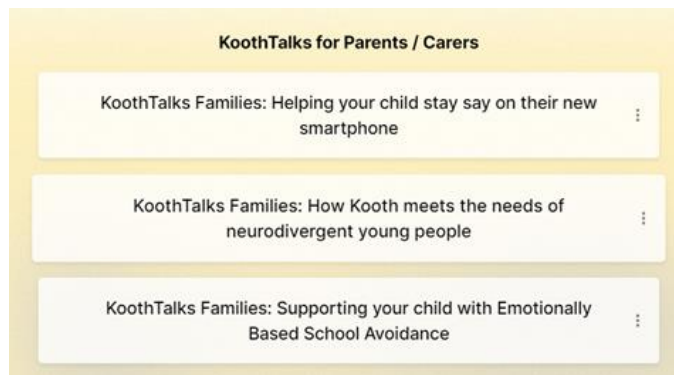 KoothTalks for Parents / Carers
KoothTalks Families: Helping your child stay say on their new
smartphone
KoothTalks Families: How Kooth meets the needs of
neurodivergent young people
KoothTalks Families: Supporting your child with Emotionally
Based School Avoidance